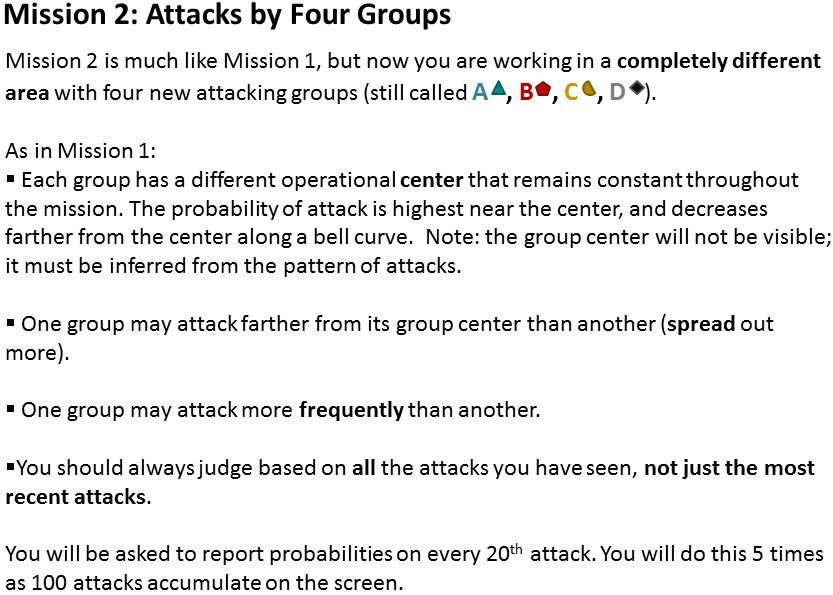 Mission 2: Attacks by Four Groups
Mission 2 is much like Mission 1, but now you are working in a completely different
area with four new attacking groups (still called A, B, C, D).
As in Mission 1:
▪ Each group has a different operational center that remains constant throughout
the mission. The probability of attack is highest near the center, and decreases
farther from the center along a bell curve. Note: the group center will not be visible;
it must be inferred from the pattern of attacks.
▪ One group may attack farther from its group center than another (spread out
more).
▪ One group may attack more frequently than another.
▪You should always judge based on all the attacks you have seen, not just the most
recent attacks.
You will be asked to report probabilities on every 20th attack. You will do this 5 times
as 100 attacks accumulate on the screen.